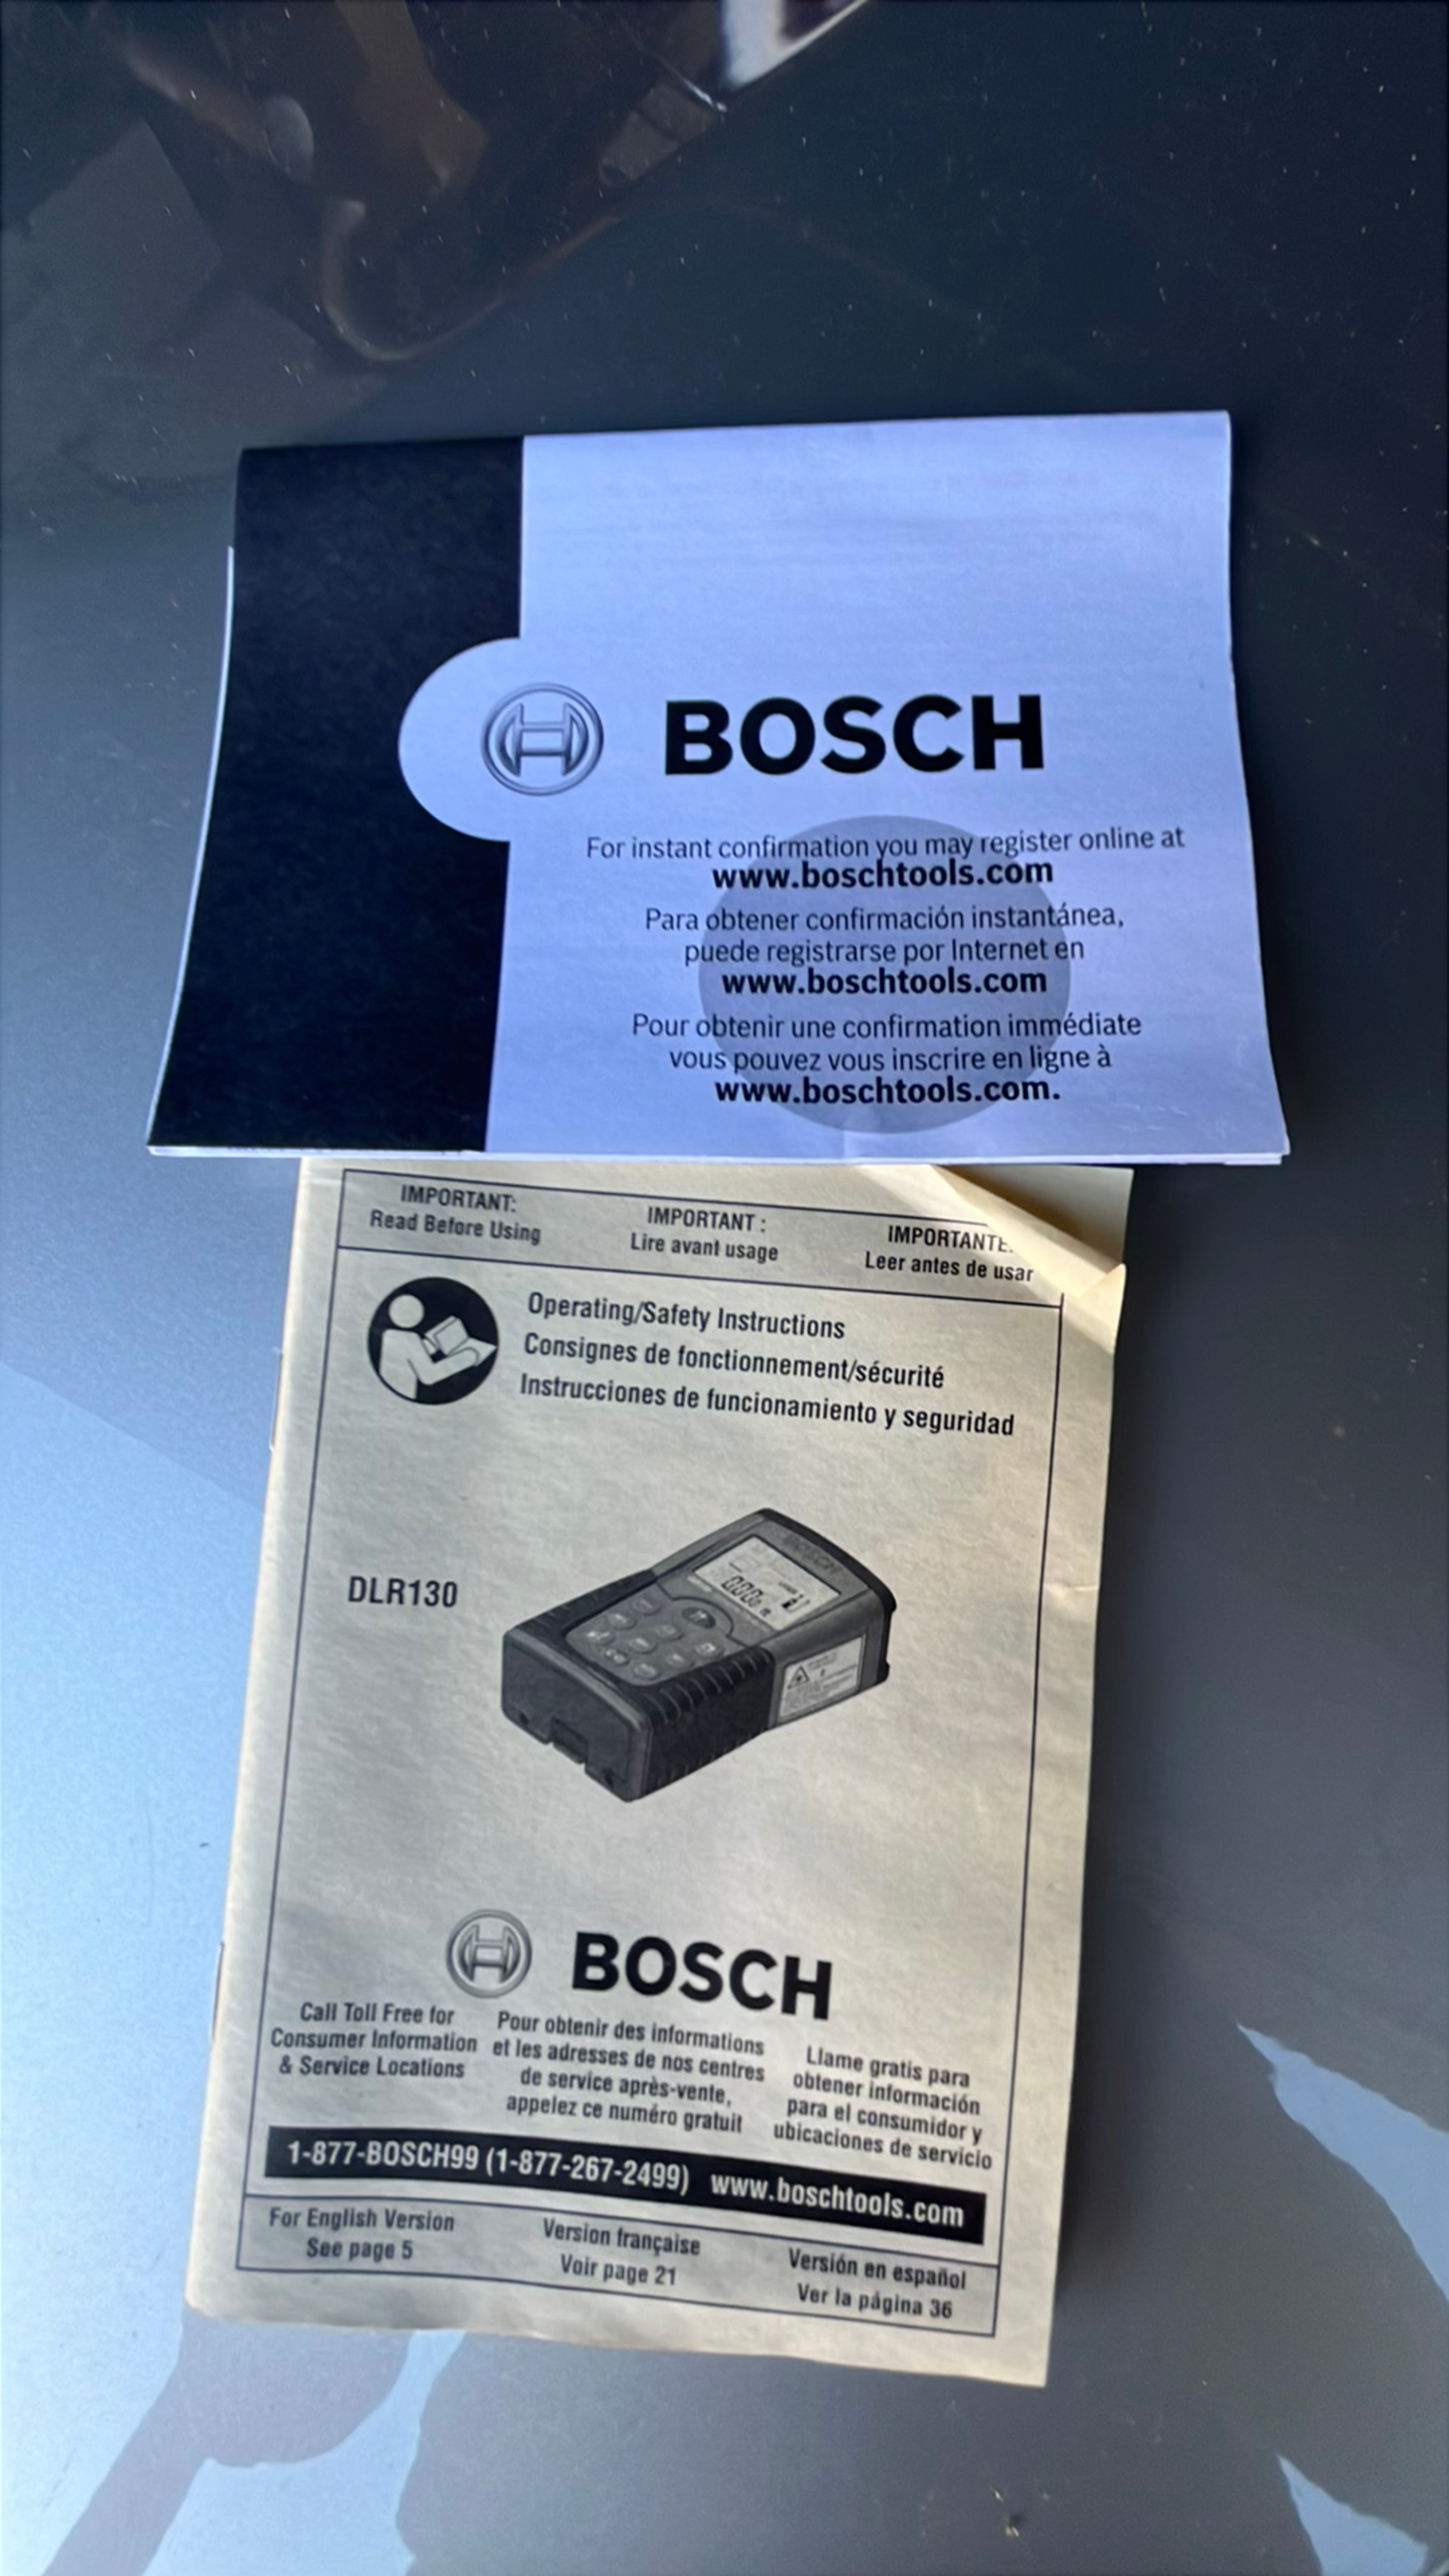 BOSCH
For instant confirmation you may register online at
www.boschtools.com
Para obtener confirmación instantánea,
puede registrarse por Internet en
www.boschtools.com
Pour obtenir une confirmation immédiate
vous pouvez vous inscrire en ligne à
www.boschtools.com.
IMPORTANT:
Read Before Using
IMPORTANT :
Lire avant usage
IMPORTANTE:
Leer antes de usar
Operating/Safety Instructions
Consignes de fonctionnement/sécurité
Instrucciones de funcionamiento y seguridad
DLR130
BOSCH
0.00
BOSCH
Call Toll Free for
Consumer Information
& Service Locations
Pour obtenir des informations
et les adresses de nos centres
de service après-vente,
appelez ce numéro gratuit
Llame gratis para
obtener información
para el consumidor y
ubicaciones de servicio
1-877-BOSCH99 (1-877-267-2499) www.boschtools.com
For English Version
See page 5
Version française
Voir page 21
Versión en español
Ver la página 36